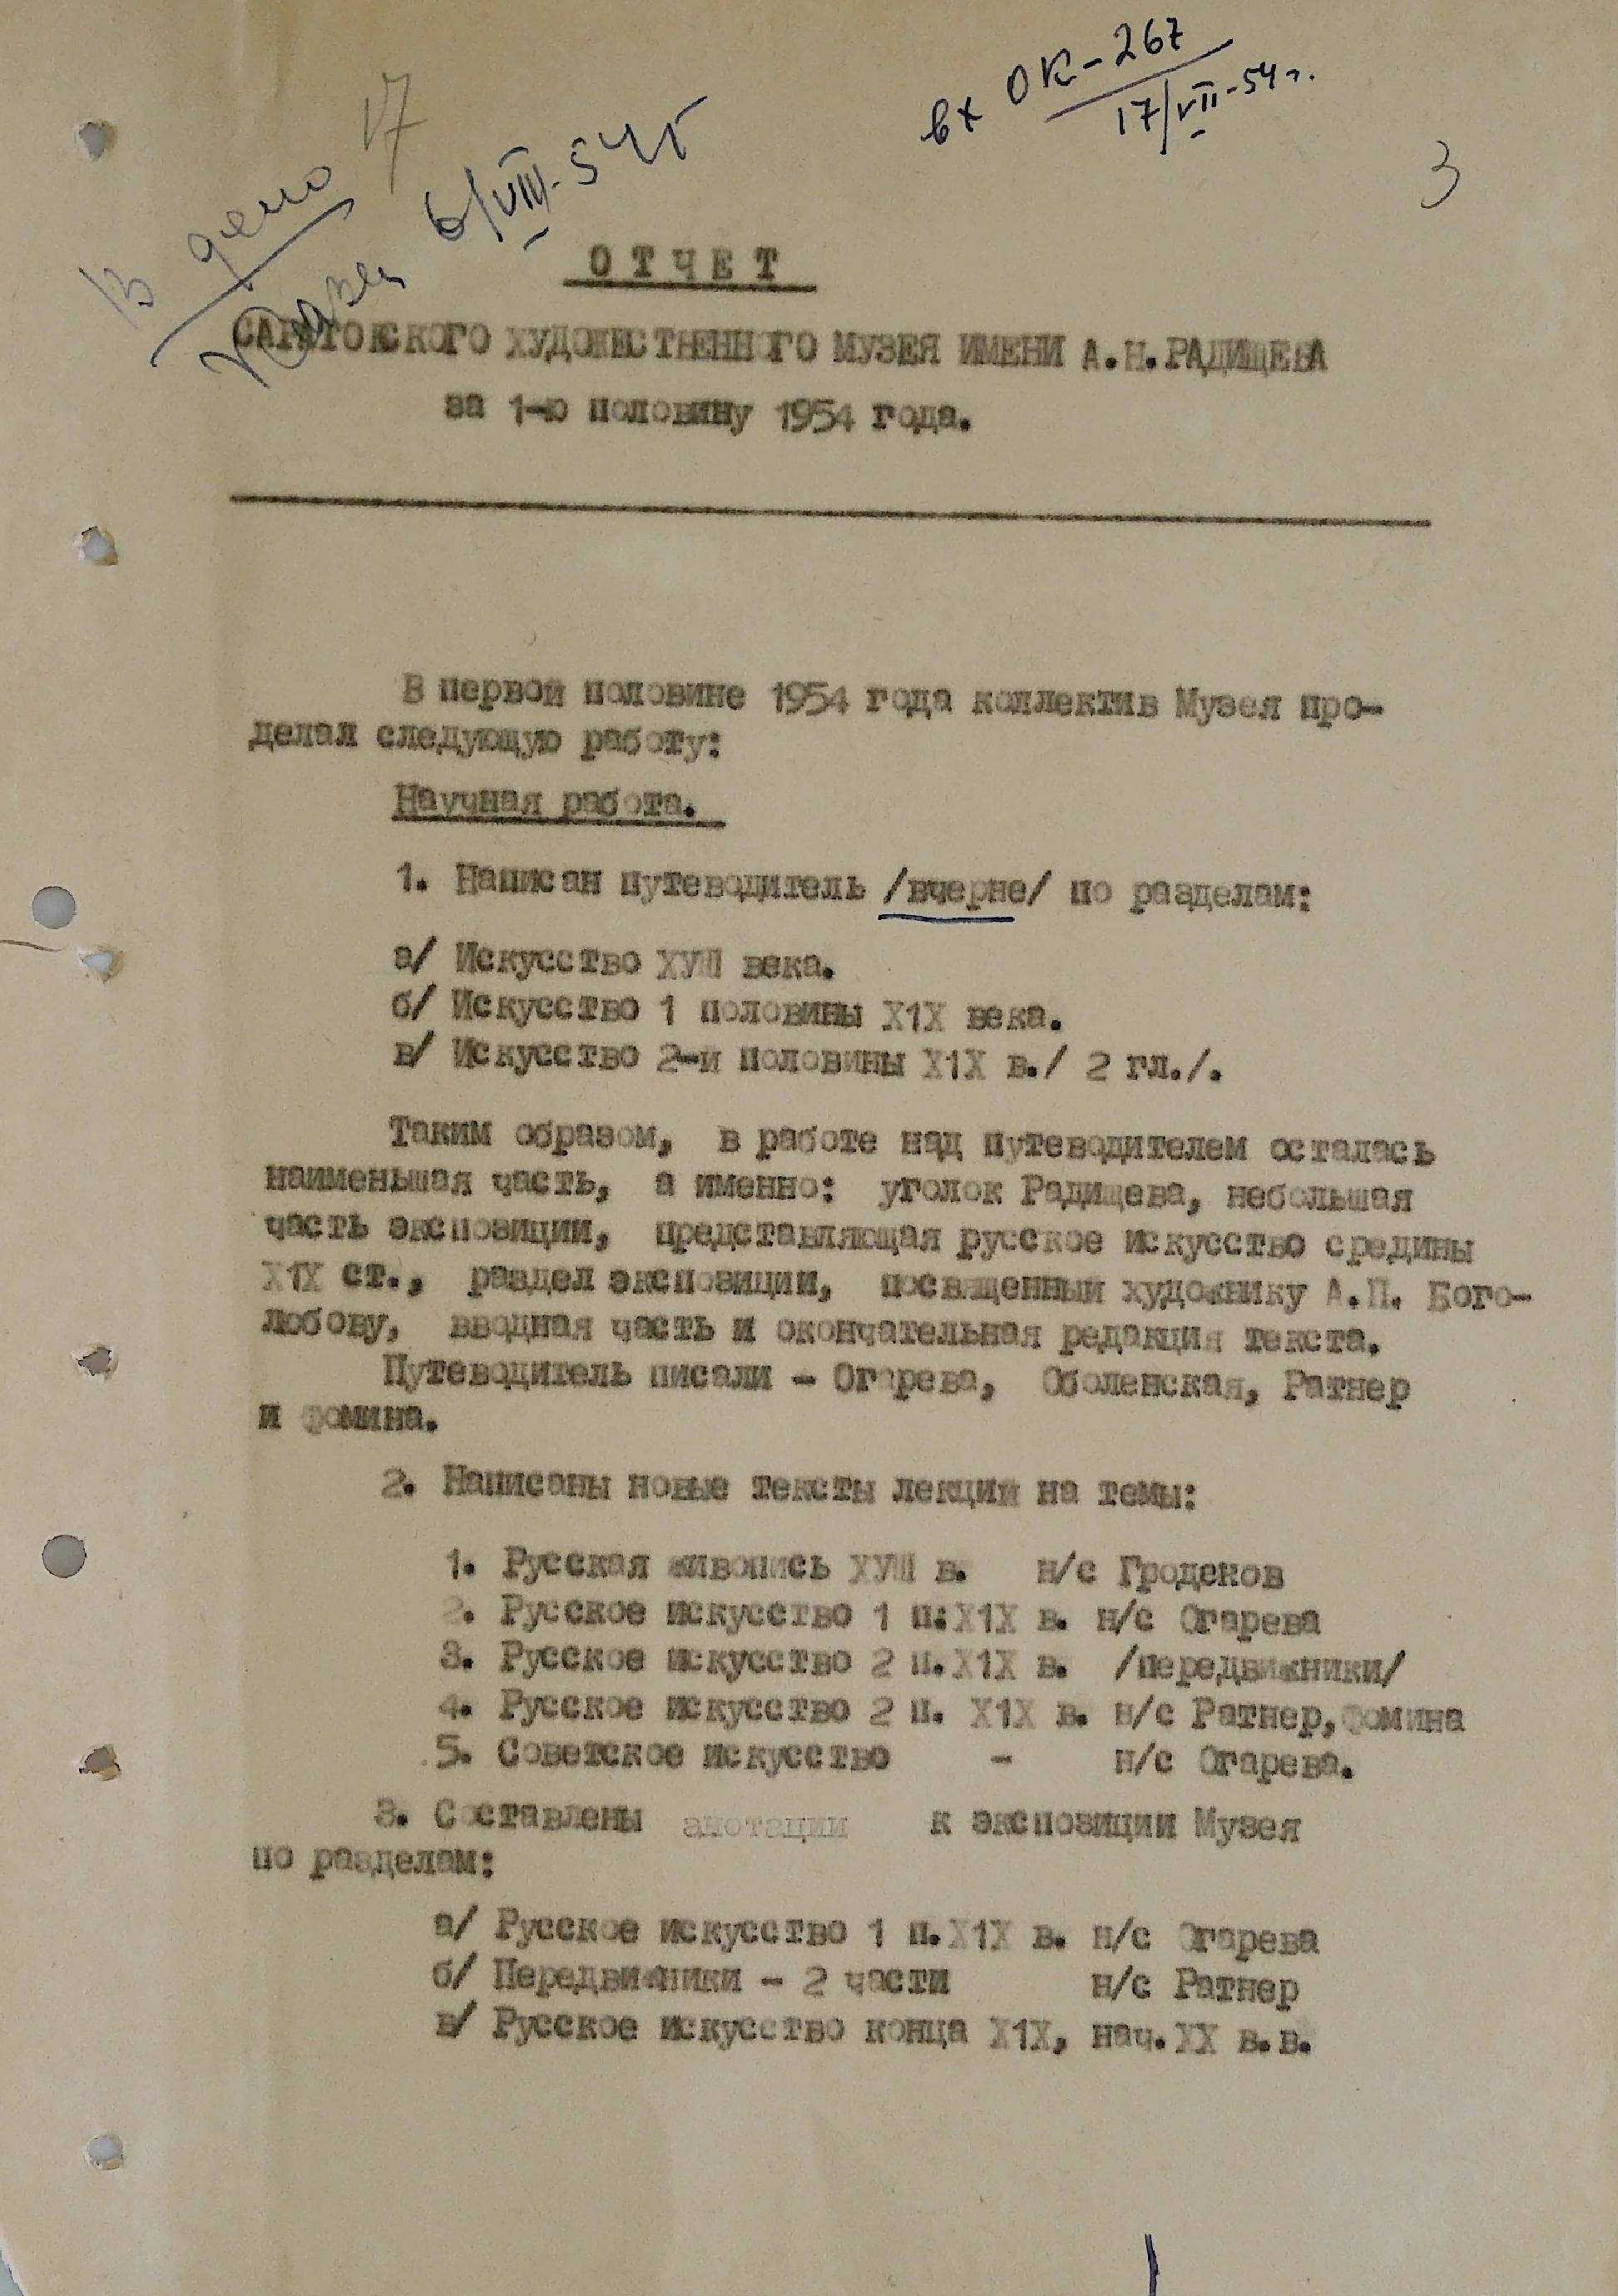 вх ОК-267
17/VII-54 г.
17
3
В дело
6/VIII-54 г
ОТЧЕТ
САРАТОВСКОГО ХУДОЖЕСТВЕННОГО МУЗЕЯ ИМЕНИ А.Н.РАДИЩЕВА
за 1-ю половину 1954 года.
В первой половине 1954 года коллектив Музея про-
делал следующую работу:
Научная работа.
1. Написан путеводитель /вчерне/ по разделам:
а/ Искусство ХУШ века.
б/ Искусство 1 половины Х1Х века.
в/ Искусство 2-й половины Х1Х в./ 2 гл./.
Таким образом, в работе над путеводителем осталась
наименьшая часть, а именно: уголок Радищева, небольшая
часть экспозиции, представляющая русское искусство средины
Х1Х ст., раздел экспозиции, посвященный художнику А.П. Бого-
любову, вводная часть и окончательная редакция текста.
Путеводитель писали - Огарева, Оболенская, Ратнер
и Фомина.
2. Написаны новые тексты лекций на темы:
1. Русская живопись ХУШ в. н/с Гроденов
2. Русское искусство 1 п.Х1Х в. н/с Огарева
3. Русское искусство 2 п.Х1Х в. /передвижники/
4. Русское искусство 2 п. Х1Х в. н/с Ратнер,Фомина
5. Советское искусство - н/с Огарева.
3. Составлены анотации к экспозиции Музея
по разделам:
а/ Русское искусство 1 п.Х1Х в. н/с Огарева
б/ Передвижники - 2 части н/с Ратнер
в/ Русское искусство конца Х1Х, нач.ХХ в.в.